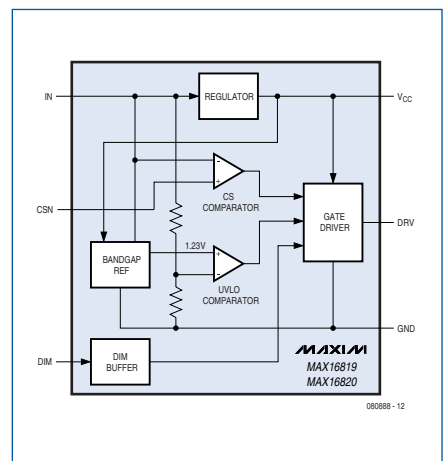 IN
REGULATOR
VCC
-
+
CS
COMPARATOR
CSN
GATE
DRIVER
DRV
1.23V
BANDGAP
REF
+
-
UVLO
COMPARATOR
GND
MAXIM
MAX16819
MAX16820
DIM
DIM
BUFFER
080888 - 12